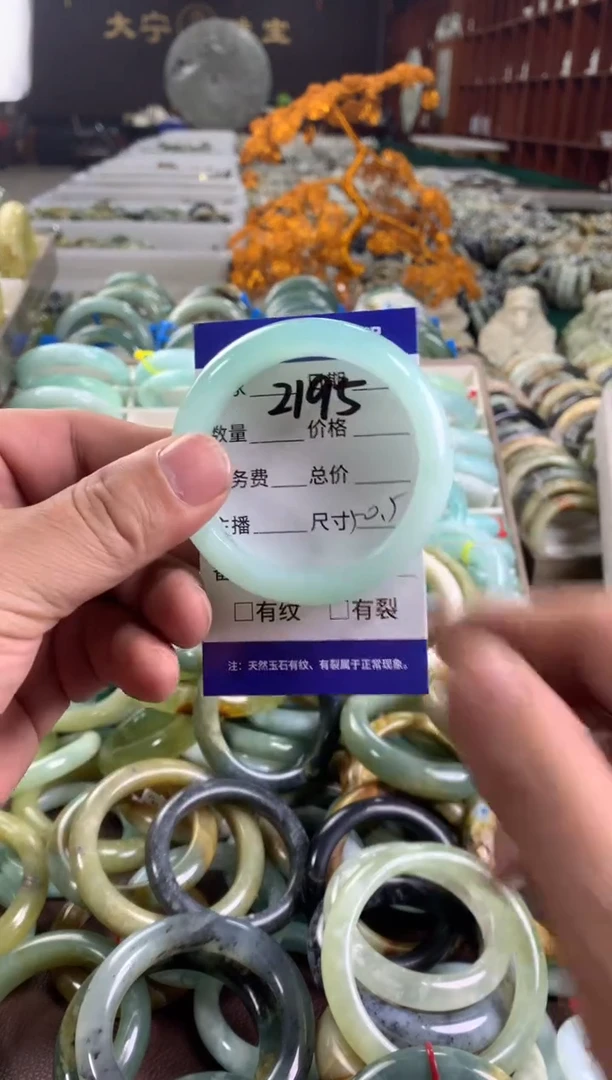 大宁
2195
数量 价格
务费 总价
播 尺寸 50.5
□有纹 □有裂
注：天然玉石有纹、有裂属于正常现象。